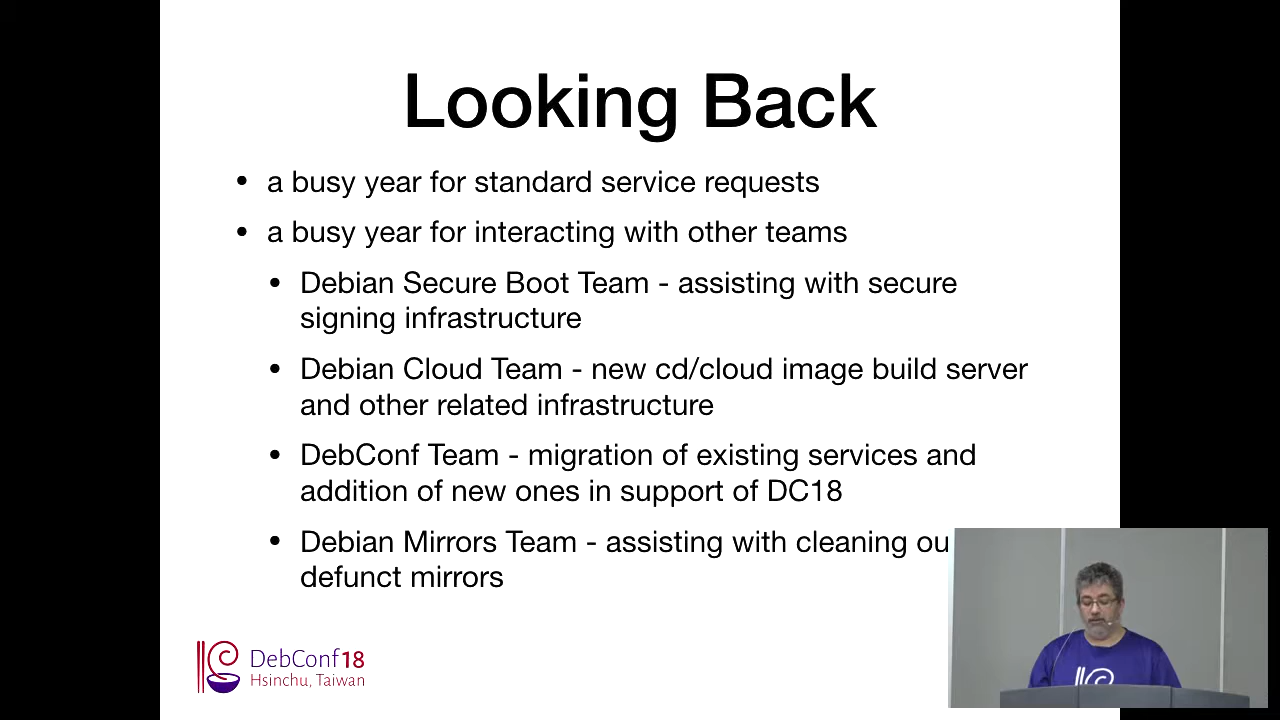 Looking Back
• a busy year for standard service requests
• a busy year for interacting with other teams
• Debian Secure Boot Team - assisting with secure
signing infrastructure
• Debian Cloud Team - new cd/cloud image build server
and other related infrastructure
• DebConf Team - migration of existing services and
addition of new ones in support of DC18
• Debian Mirrors Team - assisting with cleaning ou
defunct mirrors
DebConf18
Hsinchu, Taiwan